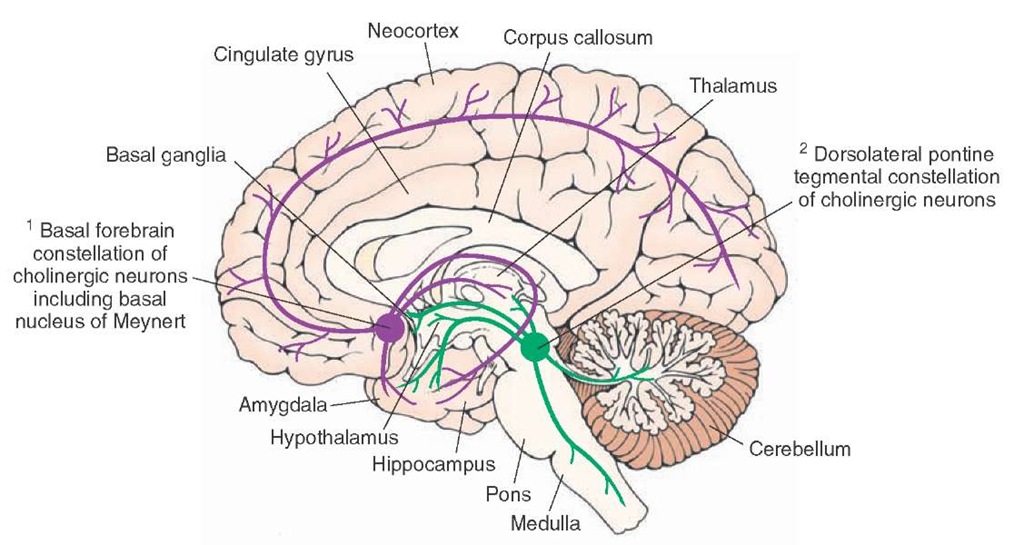 Neocortex
Corpus callosum
Cingulate gyrus
Thalamus
Basal ganglia
2 Dorsolateral pontine
tegmental constellation
of cholinergic neurons
1 Basal forebrain
constellation of
cholinergic neurons
including basal
nucleus of Meynert
Amygdala
Hypothalamus
Hippocampus
Pons
Medulla
Cerebellum